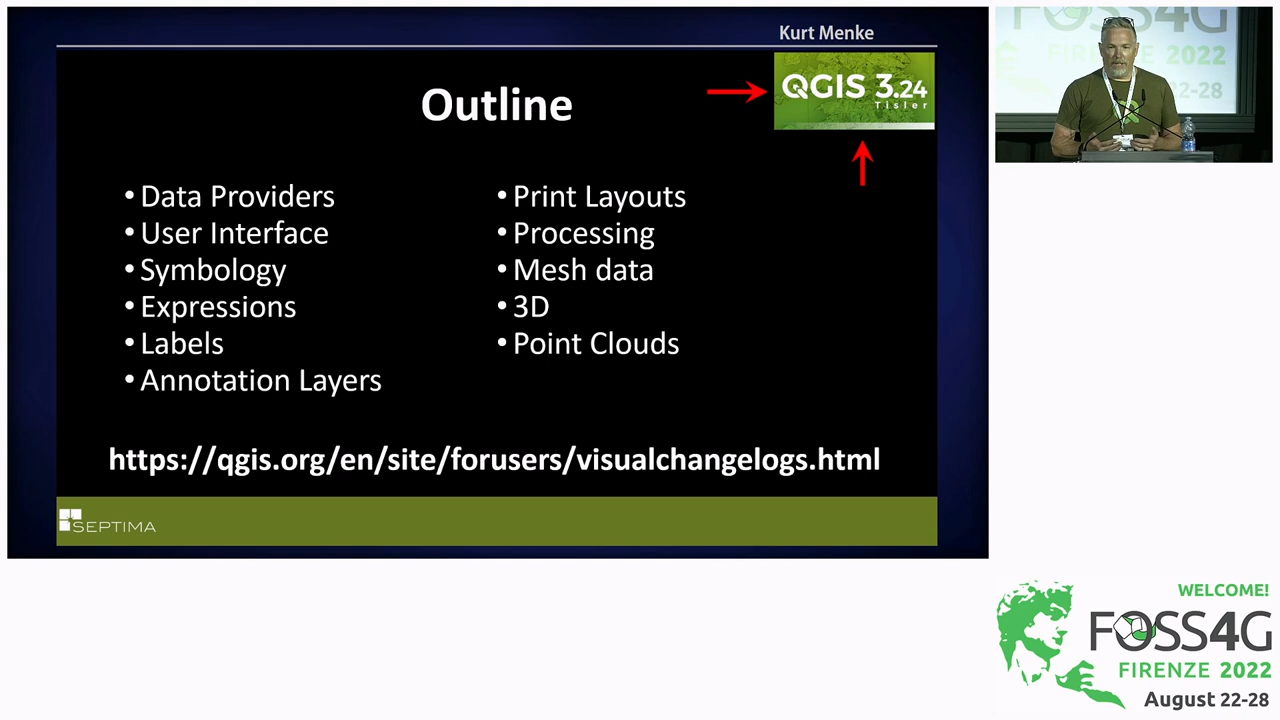 Kurt Menke
QGIS 3.24
Tisler
Outline
• Data Providers
• User Interface
• Symbology
• Expressions
• Labels
• Annotation Layers
• Print Layouts
• Processing
• Mesh data
• 3D
• Point Clouds
https://qgis.org/en/site/forusers/visualchangelogs.html
SEPTIMA
FOSS4G
FIRENZE 2022
22-28
WELCOME!
FOSS4G
FIRENZE 2022
August 22-28